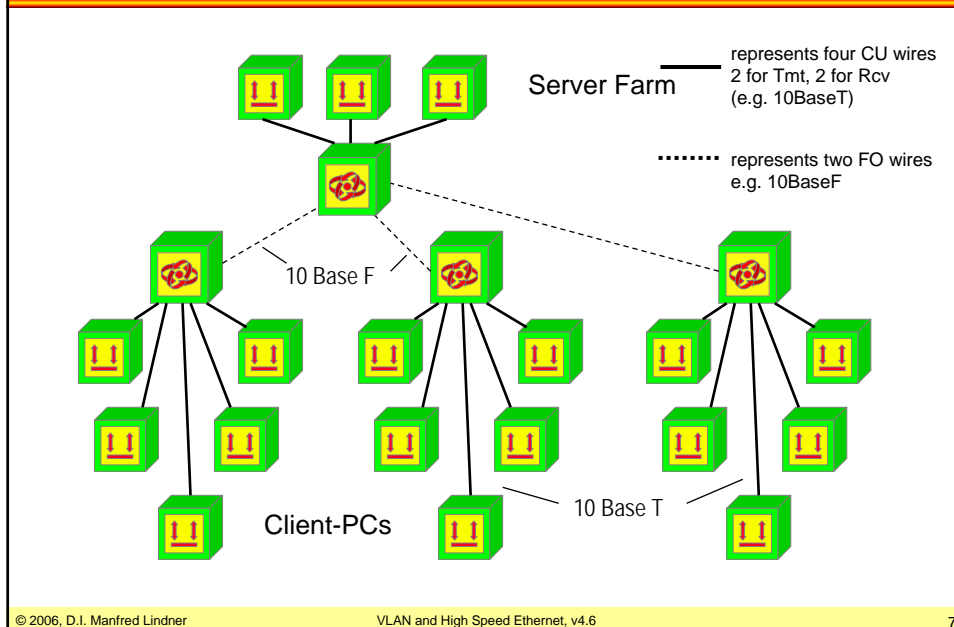 represents four CU wires
2 for Tmt, 2 for Rcv
(e.g. 10BaseT)
Server Farm
represents two FO wires
e.g. 10BaseF
10 Base F
10 Base T
Client-PCs
© 2006, D.I. Manfred Lindner
VLAN and High Speed Ethernet, v4.6
7